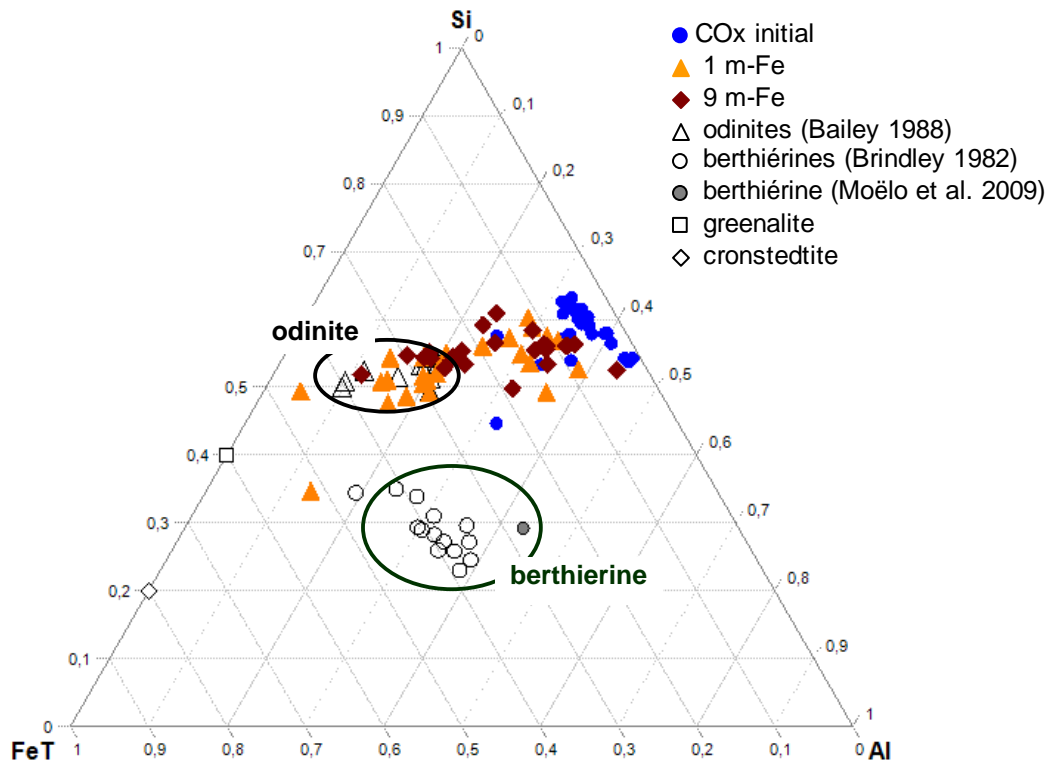 Si
0
1
0,1
0,9
0,2
0,8
0,3
0,7
0,4
0,5
0,5
0,6
0,4
0,7
0,3
0,8
0,2
0,9
0,1
1
0
FeT
1
0,9
0,8
0,7
0,6
0,5
0,4
0,3
0,2
0,1
0
Al
COx initial
1 m-Fe
9 m-Fe
odinites (Bailey 1988)
berthiérines (Brindley 1982)
berthiérine (Moëlo et al. 2009)
greenalite
cronstedtite
odinite
berthierine